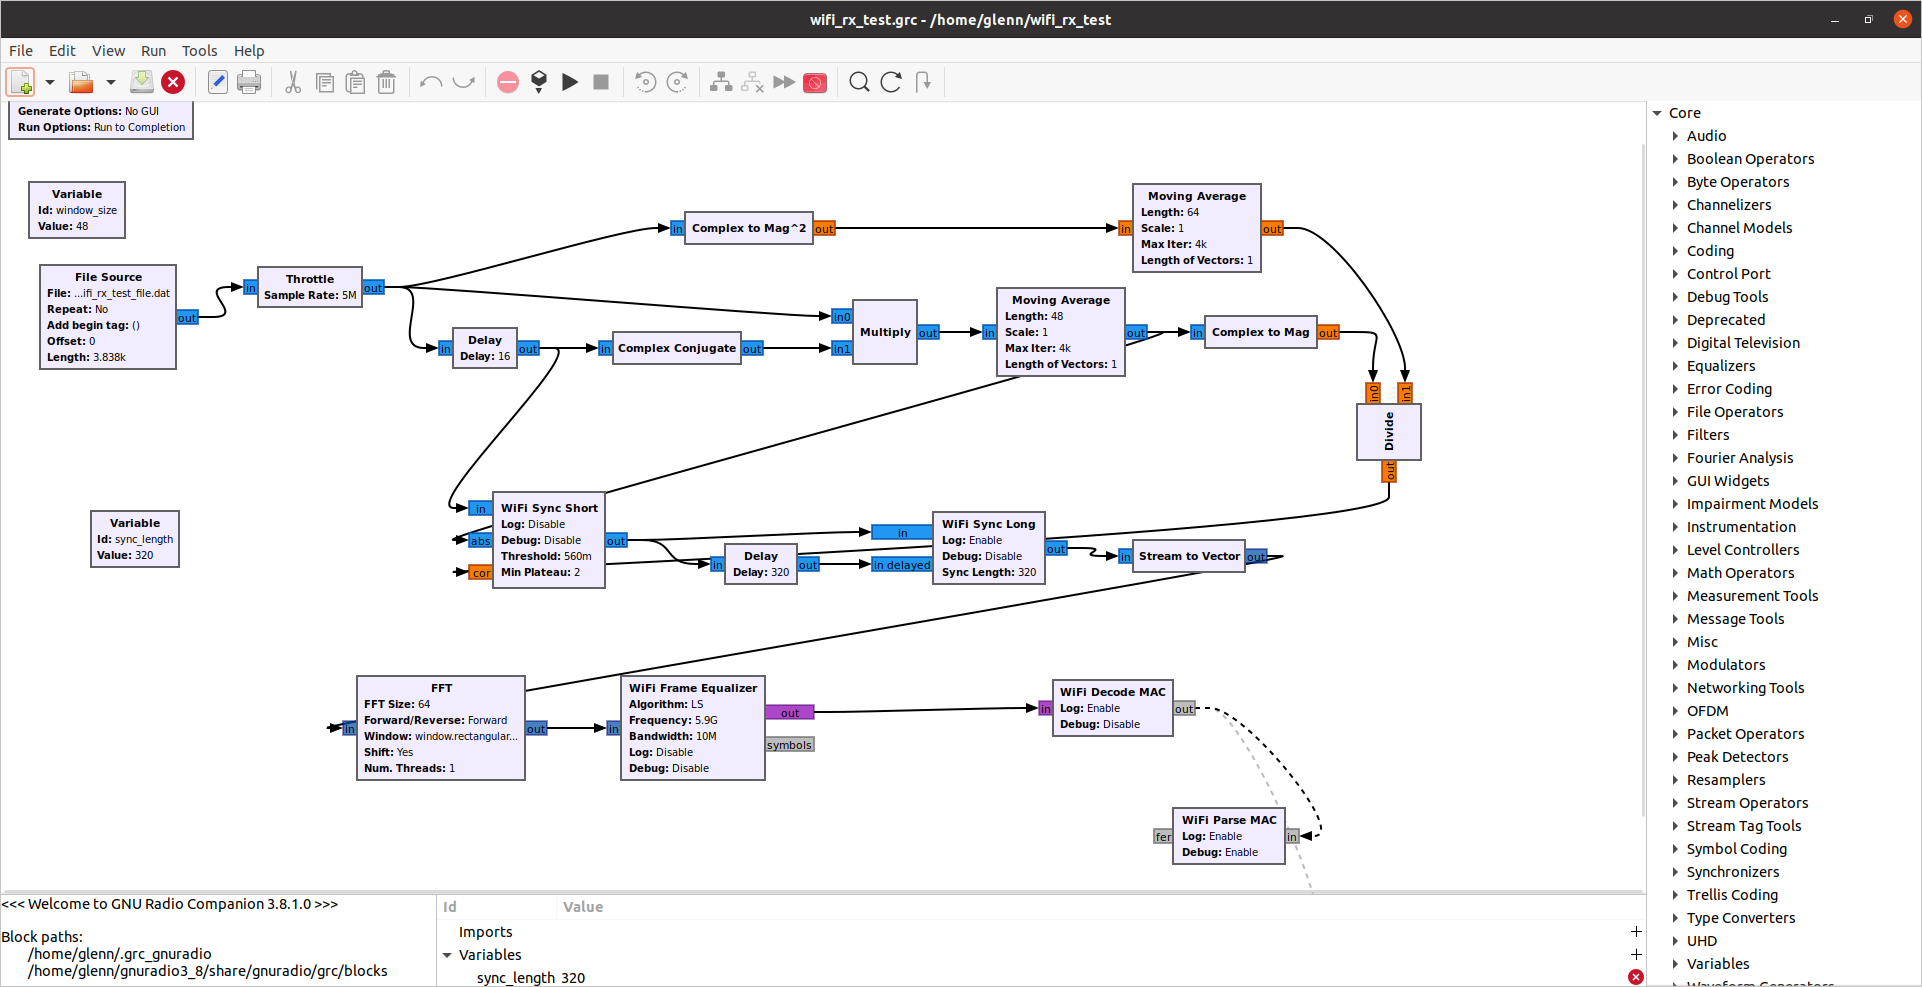 wifi_rx_test.grc - /home/glenn/wifi_rx_test
File Edit View Run Tools Help
Generate Options: No GUI
Run Options: Run to Completion
Variable
Id: window_size
Value: 48
File Source
File: ...ifi_rx_test_file.dat
Repeat: No
Add begin tag: ()
Offset: 0
Length: 3.838k
out
in
Throttle
Sample Rate: 5M
out
in
Complex to Mag^2
out
in
Moving Average
Length: 64
Scale: 1
Max Iter: 4k
Length of Vectors: 1
out
in
Delay
Delay: 16
out
in
Complex Conjugate
out
in0
in1
Multiply
out
in
Moving Average
Length: 48
Scale: 1
Max Iter: 4k
Length of Vectors: 1
out
in
Complex to Mag
out
in0
in1
Divide
out
Variable
Id: sync_length
Value: 320
in
abs
cor
WiFi Sync Short
Log: Disable
Debug: Disable
Threshold: 560m
Min Plateau: 2
out
in
Delay
Delay: 320
out
in
in delayed
WiFi Sync Long
Log: Enable
Debug: Disable
Sync Length: 320
out
in
Stream to Vector
out
in
FFT
FFT Size: 64
Forward/Reverse: Forward
Window: window.rectangular...
Shift: Yes
Num. Threads: 1
out
in
WiFi Frame Equalizer
Algorithm: LS
Frequency: 5.9G
Bandwidth: 10M
Log: Disable
Debug: Disable
out
symbols
in
WiFi Decode MAC
Log: Enable
Debug: Disable
out
fer
WiFi Parse MAC
Log: Enable
Debug: Enable
in
Core
Audio
Boolean Operators
Byte Operators
Channelizers
Channel Models
Coding
Control Port
Debug Tools
Deprecated
Digital Television
Equalizers
Error Coding
File Operators
Filters
Fourier Analysis
GUI Widgets
Impairment Models
Instrumentation
Level Controllers
Math Operators
Measurement Tools
Message Tools
Misc
Modulators
Networking Tools
OFDM
Packet Operators
Peak Detectors
Resamplers
Stream Operators
Stream Tag Tools
Symbol Coding
Synchronizers
Trellis Coding
Type Converters
UHD
Variables
Waveform Generators
<<< Welcome to GNU Radio Companion 3.8.1.0 >>>
Block paths:
/home/glenn/.grc_gnuradio
/home/glenn/gnuradio3_8/share/gnuradio/grc/blocks
Id Value
Imports
Variables
sync_length 320